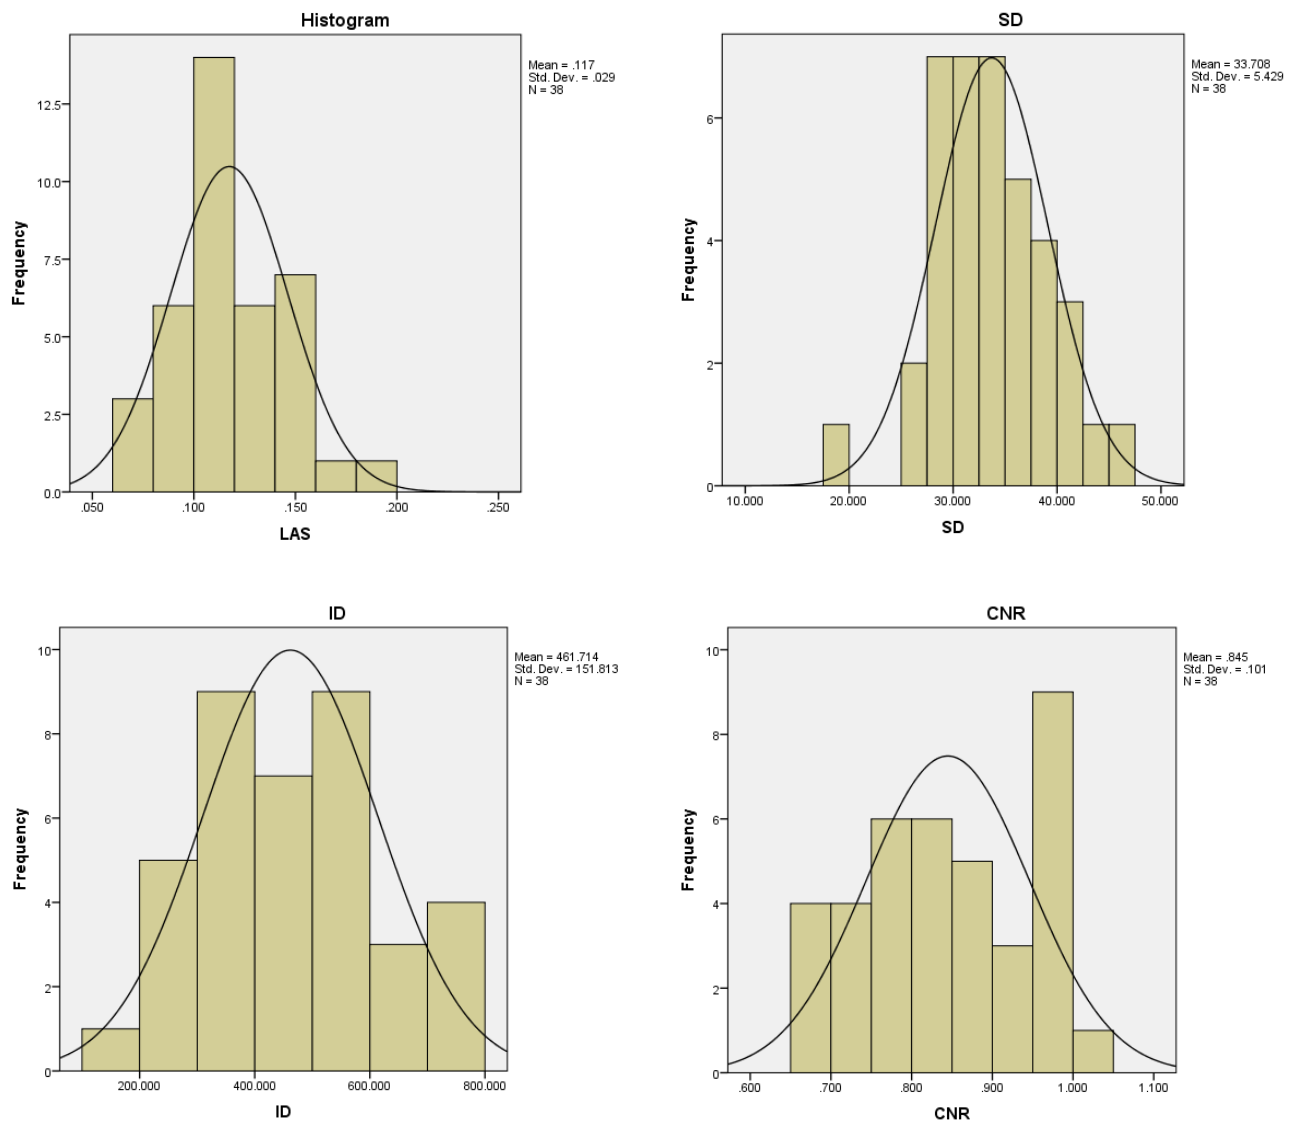 Histogram
Mean = .117
Std. Dev. = .029
N = 38
12.5
10.0
7.5
5.0
2.5
0.0
Frequency
.050 .100 .150 .200 .250
LAS
SD
Mean = 33.708
Std. Dev. = 5.429
N = 38
6
4
2
0
Frequency
10.000 20.000 30.000 40.000 50.000
SD
ID
Mean = 461.714
Std. Dev. = 151.813
N = 38
10
8
6
4
2
0
Frequency
200.000 400.000 600.000 800.000
ID
CNR
Mean = .845
Std. Dev. = .101
N = 38
10
8
6
4
2
0
Frequency
.600 .700 .800 .900 1.000 1.100
CNR